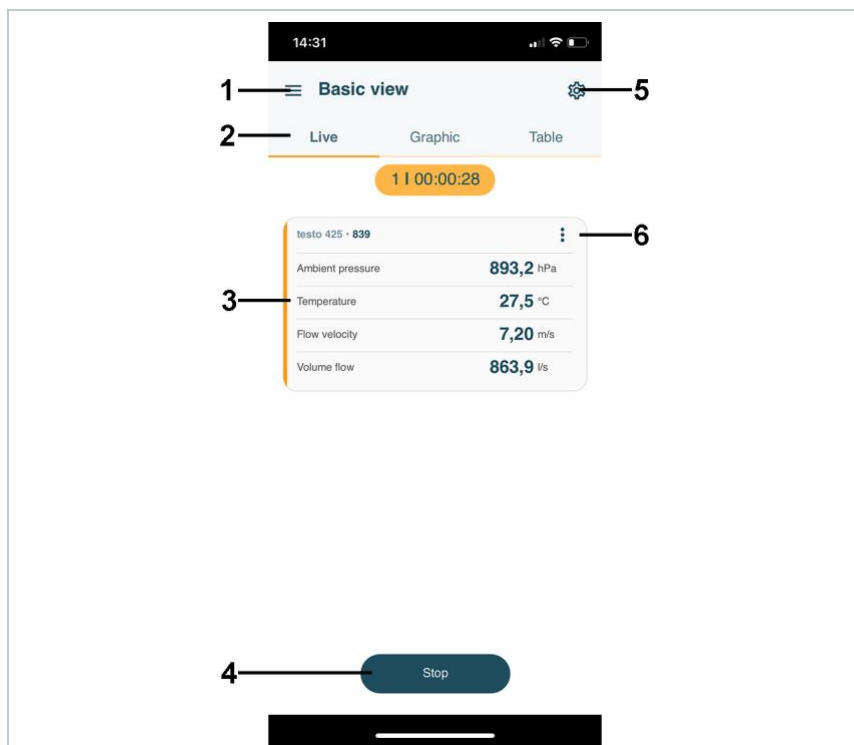 14:31
1 Basic view 5
2 Live Graphic Table
1 | 00:00:28
testo 425 · 839 6
Ambient pressure 893,2 hPa
3 Temperature 27,5 °C
Flow velocity 7,20 m/s
Volume flow 863,9 l/s
4 Stop